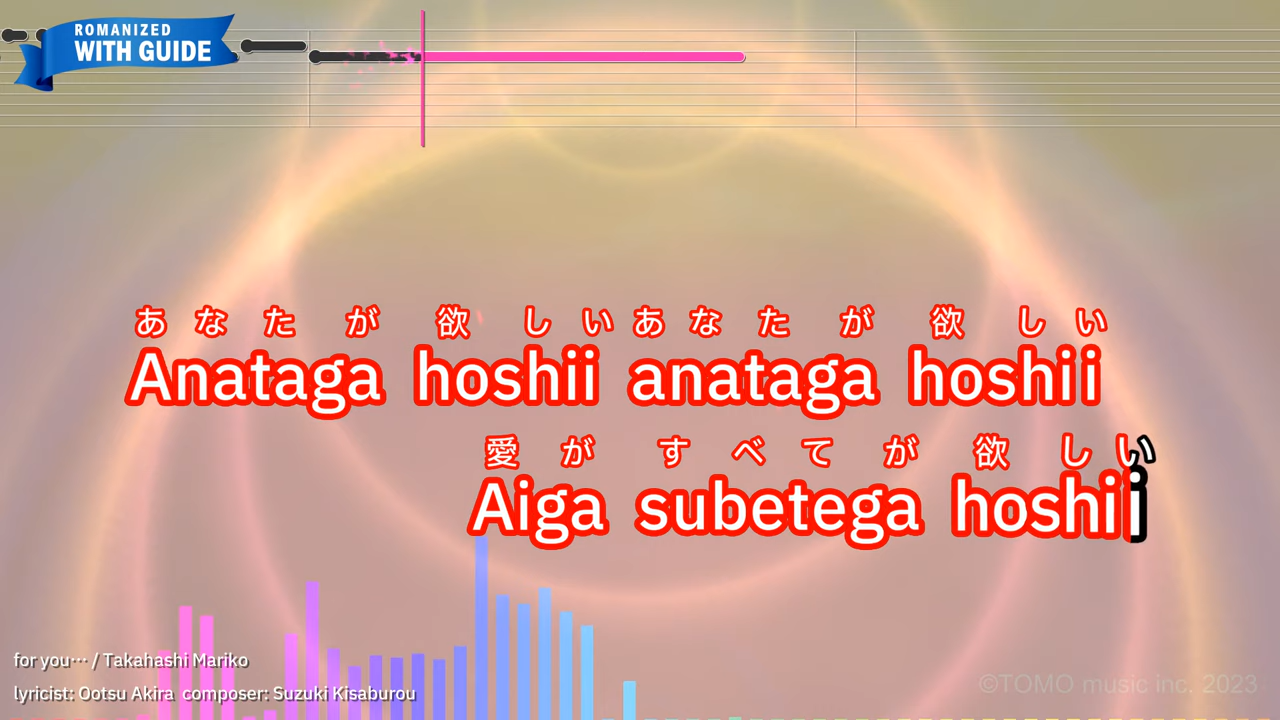 ROMANIZED
WITH GUIDE
あなたが欲しいあなたが欲しい
Anataga hoshii anataga hoshii
愛がすべてが欲しい
Aiga subetega hoshii
for you… / Takahashi Mariko
lyricist: Ootsu Akira composer: Suzuki Kisaburou
©TOMO music inc. 2023